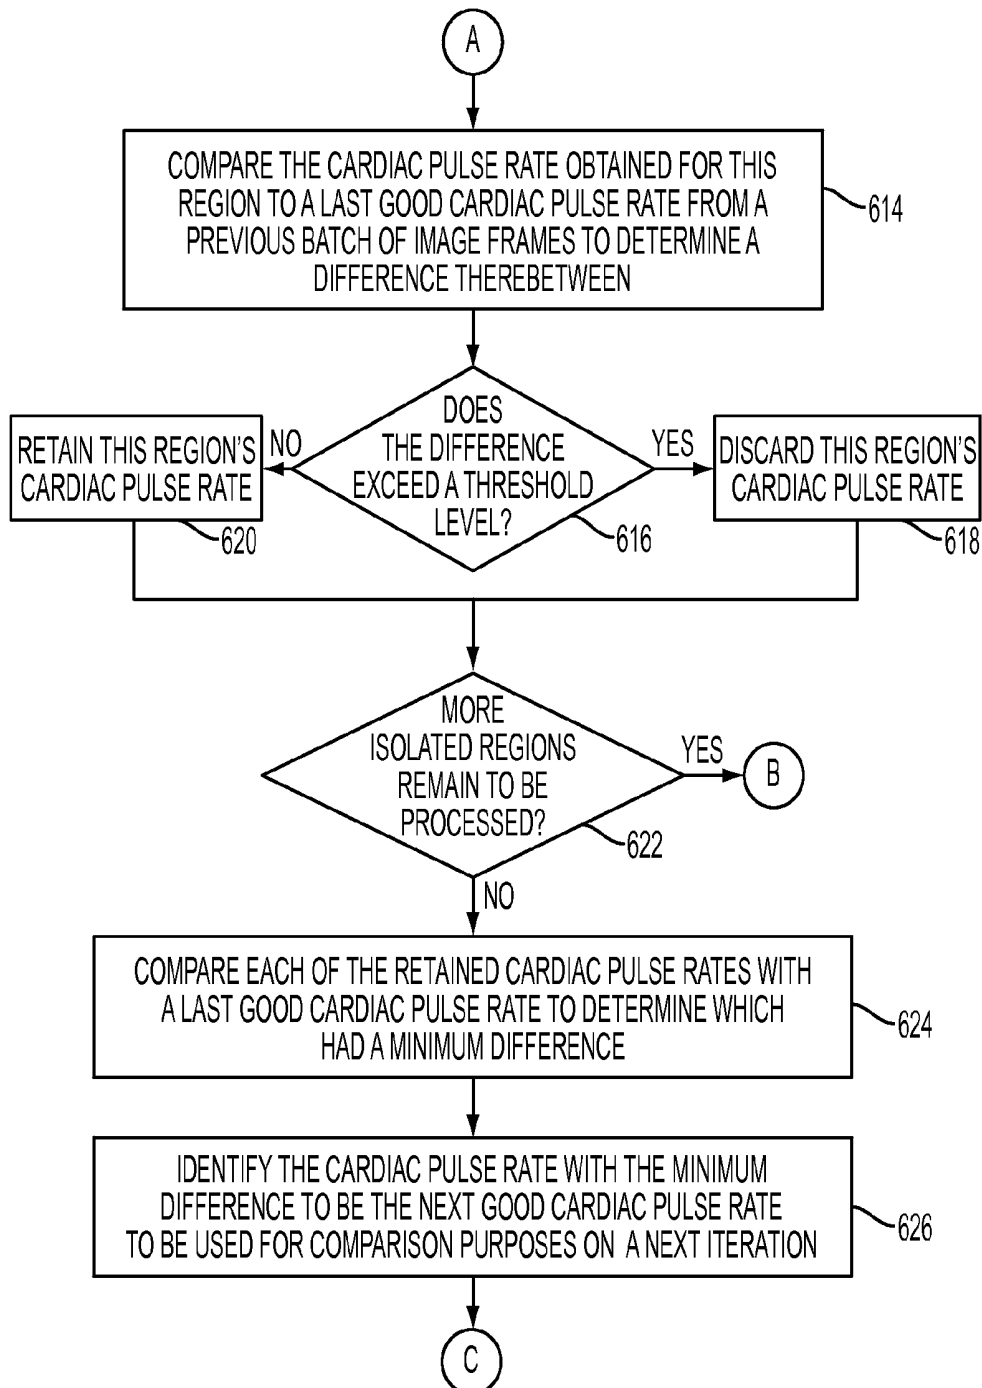 A
COMPARE THE CARDIAC PULSE RATE OBTAINED FOR THIS
REGION TO A LAST GOOD CARDIAC PULSE RATE FROM A
PREVIOUS BATCH OF IMAGE FRAMES TO DETERMINE A
DIFFERENCE THEREBETWEEN
614
DOES
THE DIFFERENCE
EXCEED A THRESHOLD
LEVEL?
616
NO
RETAIN THIS REGION'S
CARDIAC PULSE RATE
620
YES
DISCARD THIS REGION'S
CARDIAC PULSE RATE
618
MORE
ISOLATED REGIONS
REMAIN TO BE
PROCESSED?
622
YES
B
NO
COMPARE EACH OF THE RETAINED CARDIAC PULSE RATES WITH
A LAST GOOD CARDIAC PULSE RATE TO DETERMINE WHICH
HAD A MINIMUM DIFFERENCE
624
IDENTIFY THE CARDIAC PULSE RATE WITH THE MINIMUM
DIFFERENCE TO BE THE NEXT GOOD CARDIAC PULSE RATE
TO BE USED FOR COMPARISON PURPOSES ON A NEXT ITERATION
626
C